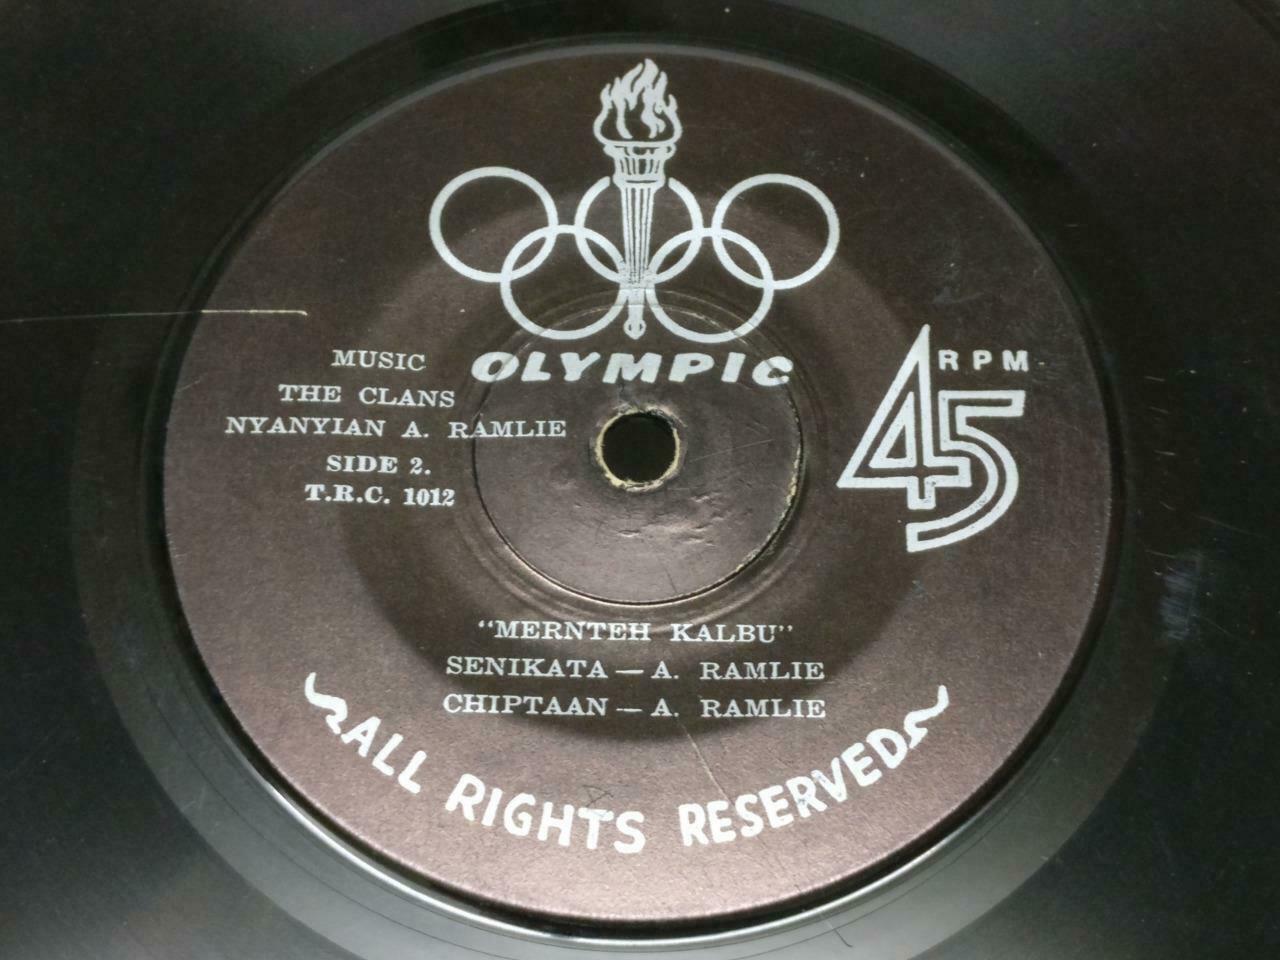 OLYMPIC
45 RPM
MUSIC
THE CLANS
NYANYIAN A. RAMLIE
SIDE 2.
T.R.C. 1012
"MERNTEH KALBU"
SENIKATA — A. RAMLIE
CHIPTAAN — A. RAMLIE
ALL RIGHTS RESERVED